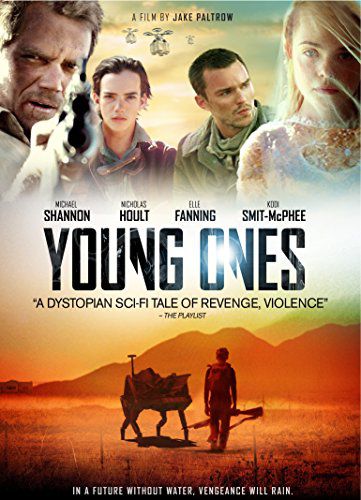 A FILM BY JAKE PALTROW
MICHAEL SHANNON
NICHOLAS HOULT
ELLE FANNING
KODI SMIT-McPHEE
YOUNG ONES
"A DYSTOPIAN SCI-FI TALE OF REVENGE, VIOLENCE"
– THE PLAYLIST
IN A FUTURE WITHOUT WATER, VENGEANCE WILL RAIN.